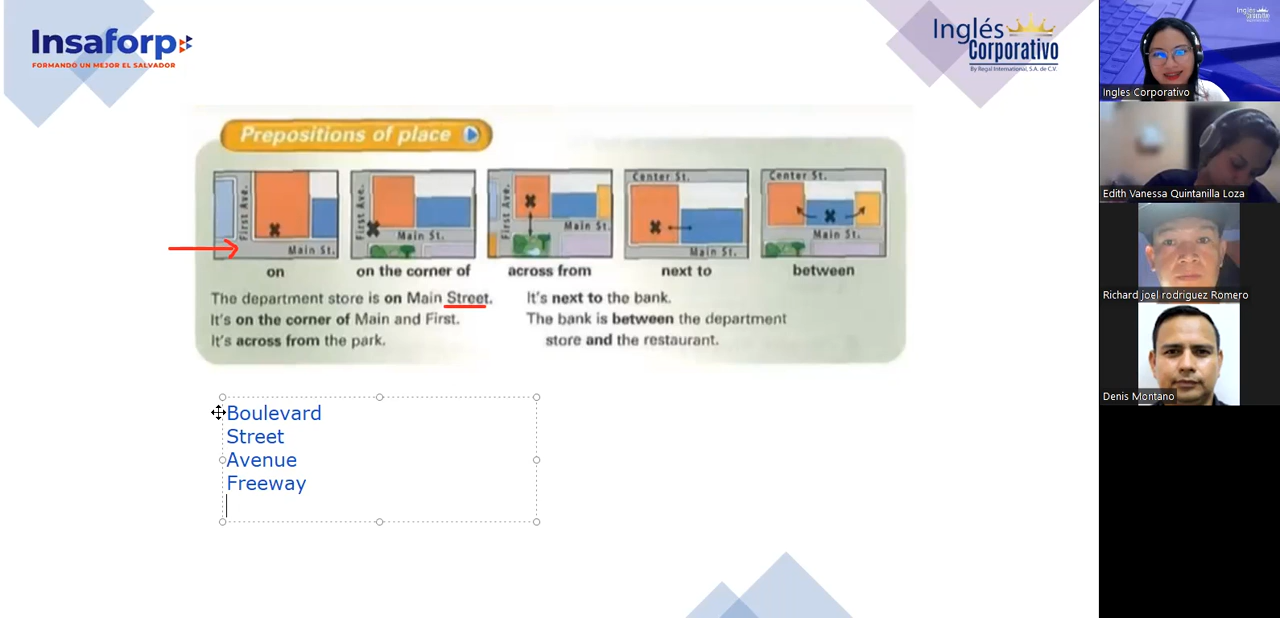 Insaforp
FORMANDO UN MEJOR EL SALVADOR
Inglés
Corporativo
By Regal International, S.A. de C.V.
Prepositions of place
First Ave.
Main St.
on
First Ave.
Main St.
on the corner of
First Ave.
Main St.
across from
Center St.
Main St.
next to
Center St.
Main St.
between
The department store is on Main Street.
It's on the corner of Main and First.
It's across from the park.
It's next to the bank.
The bank is between the department
store and the restaurant.
Boulevard
Street
Avenue
Freeway
Inglés
Corporativo
Ingles Corporativo
Edith Vanessa Quintanilla Loza
Richard joel rodriguez Romero
Denis Montano